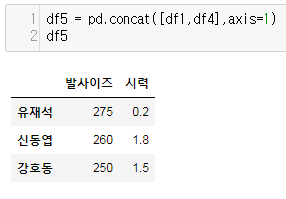 1 df5 = pd.concat([df1,df4],axis=1)
2 df5
발사이즈 시력
유재석 275 0.2
신동엽 260 1.8
강호동 250 1.5